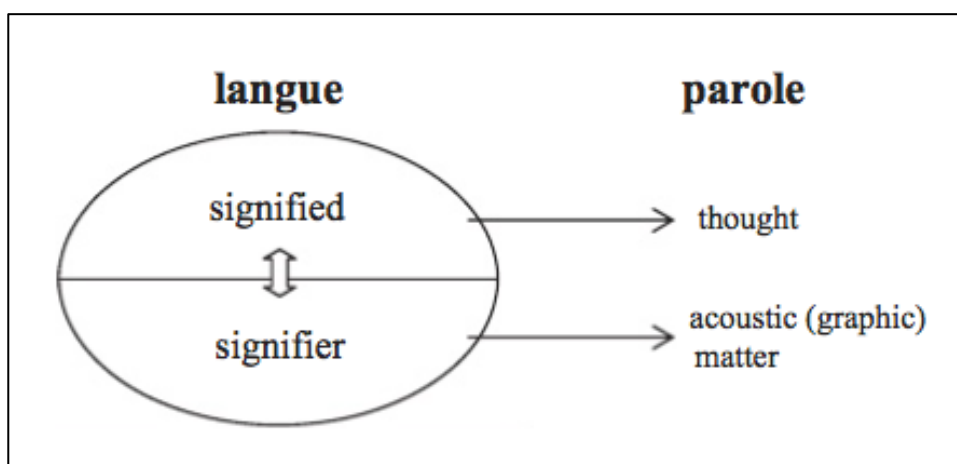 langue
parole
signified
thought
signifier
acoustic (graphic)
matter